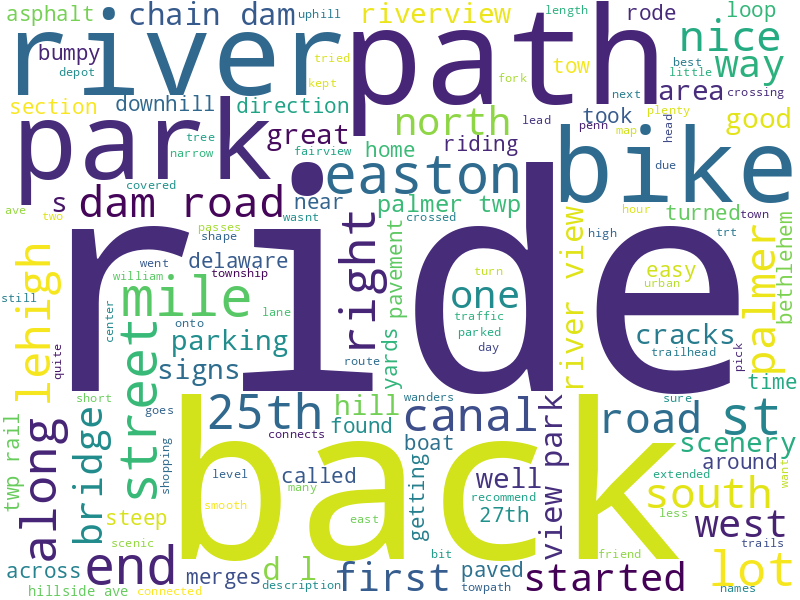 asphalt chain dam uphill riverview rode loop
river path nice
bumpy depot tried kept length tow fork best little way
area next crossing
section downhill direction north took lead penn map head plenty good
park great riding bike
tree narrow fairview home due
covered easton
ave two s dam road near wasnt crossed palmer twp turned town
passes shape right hour high trt
ride
lehigh went delaware township william mile lane onto center
still quite street parking signs route
yards pavement one turn traffic parked day
river view easy urban cracks trailhead pick palmer bethlehem
time
short goes 25th hill found wanders canal road sure st
twp rail along bridge shopping connects boat scenery
back
level called many getting well view park around extended want
smooth recommend 27th south less west trails
steep scenic east bit friend
across end merges d l description first paved towpath started lot names
hillside ave connected